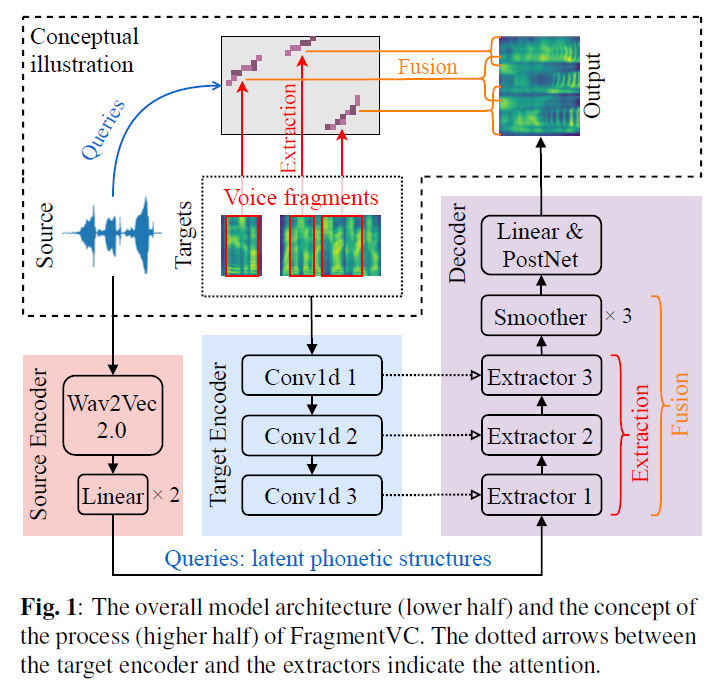 Conceptual
illustration
Queries
Extraction
Fusion
Output
Source
Targets
Voice fragments
Decoder
Linear &
PostNet
Smoother × 3
Source Encoder
Wav2Vec
2.0
Linear × 2
Target Encoder
Conv1d 1
Conv1d 2
Conv1d 3
Extractor 3
Extractor 2
Extractor 1
Extraction
Fusion
Queries: latent phonetic structures
Fig. 1: The overall model architecture (lower half) and the concept of
the process (higher half) of FragmentVC. The dotted arrows between
the target encoder and the extractors indicate the attention.